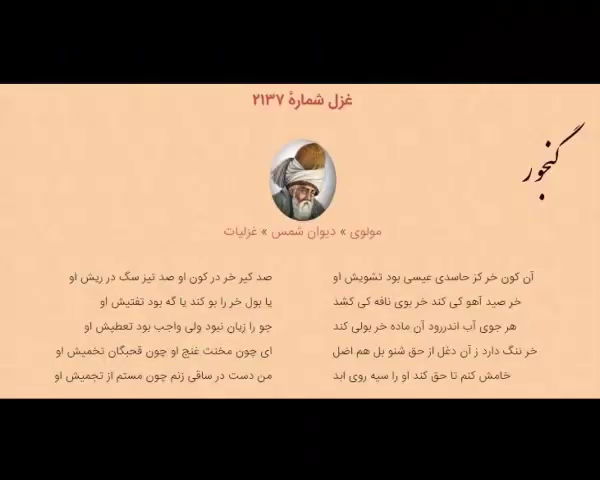 غزل شمارهٔ ۲۱۳۷
گنجور
مولوی » دیوان شمس » غزلیات
آن کون خر کز حاسدی عیسی بود تشویش او صد کیر خر در کون او صد تیز سگ در ریش او
خر صید آهو کی کند خر بوی نافه کی کشد یا بول خر را بو کند یا گه بود تفتیش او
هر جوی آب اندررود آن ماده خر بولی کند جو را زیان نبود ولی واجب بود تعطیش او
خر ننگ دارد ز آن دغل از حق شنو بل هم اضل ای چون مخنث غنج او چون قحبگان تخمیش او
خامش کنم تا حق کند او را سیه روی ابد من دست در ساقی زنم چون مستم از تجمیش او